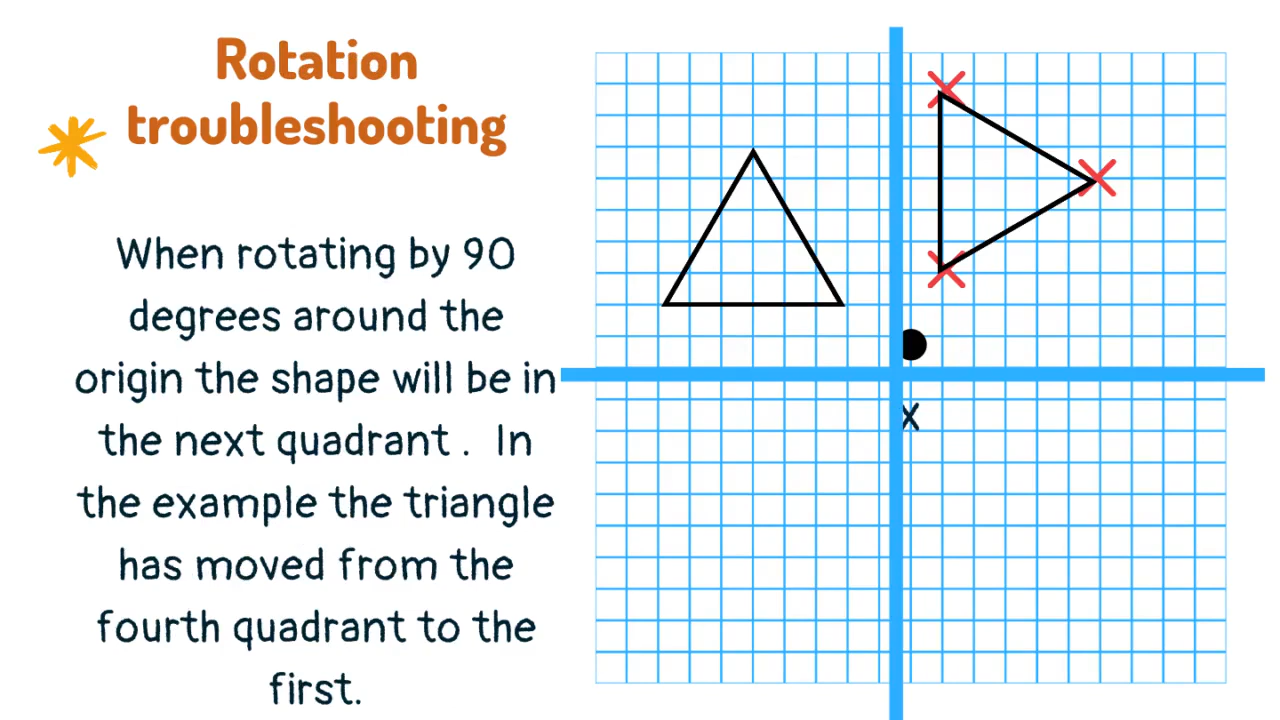 Rotation
troubleshooting
When rotating by 90
degrees around the
origin the shape will be in
the next quadrant . In
the example the triangle
has moved from the
fourth quadrant to the
first.
x